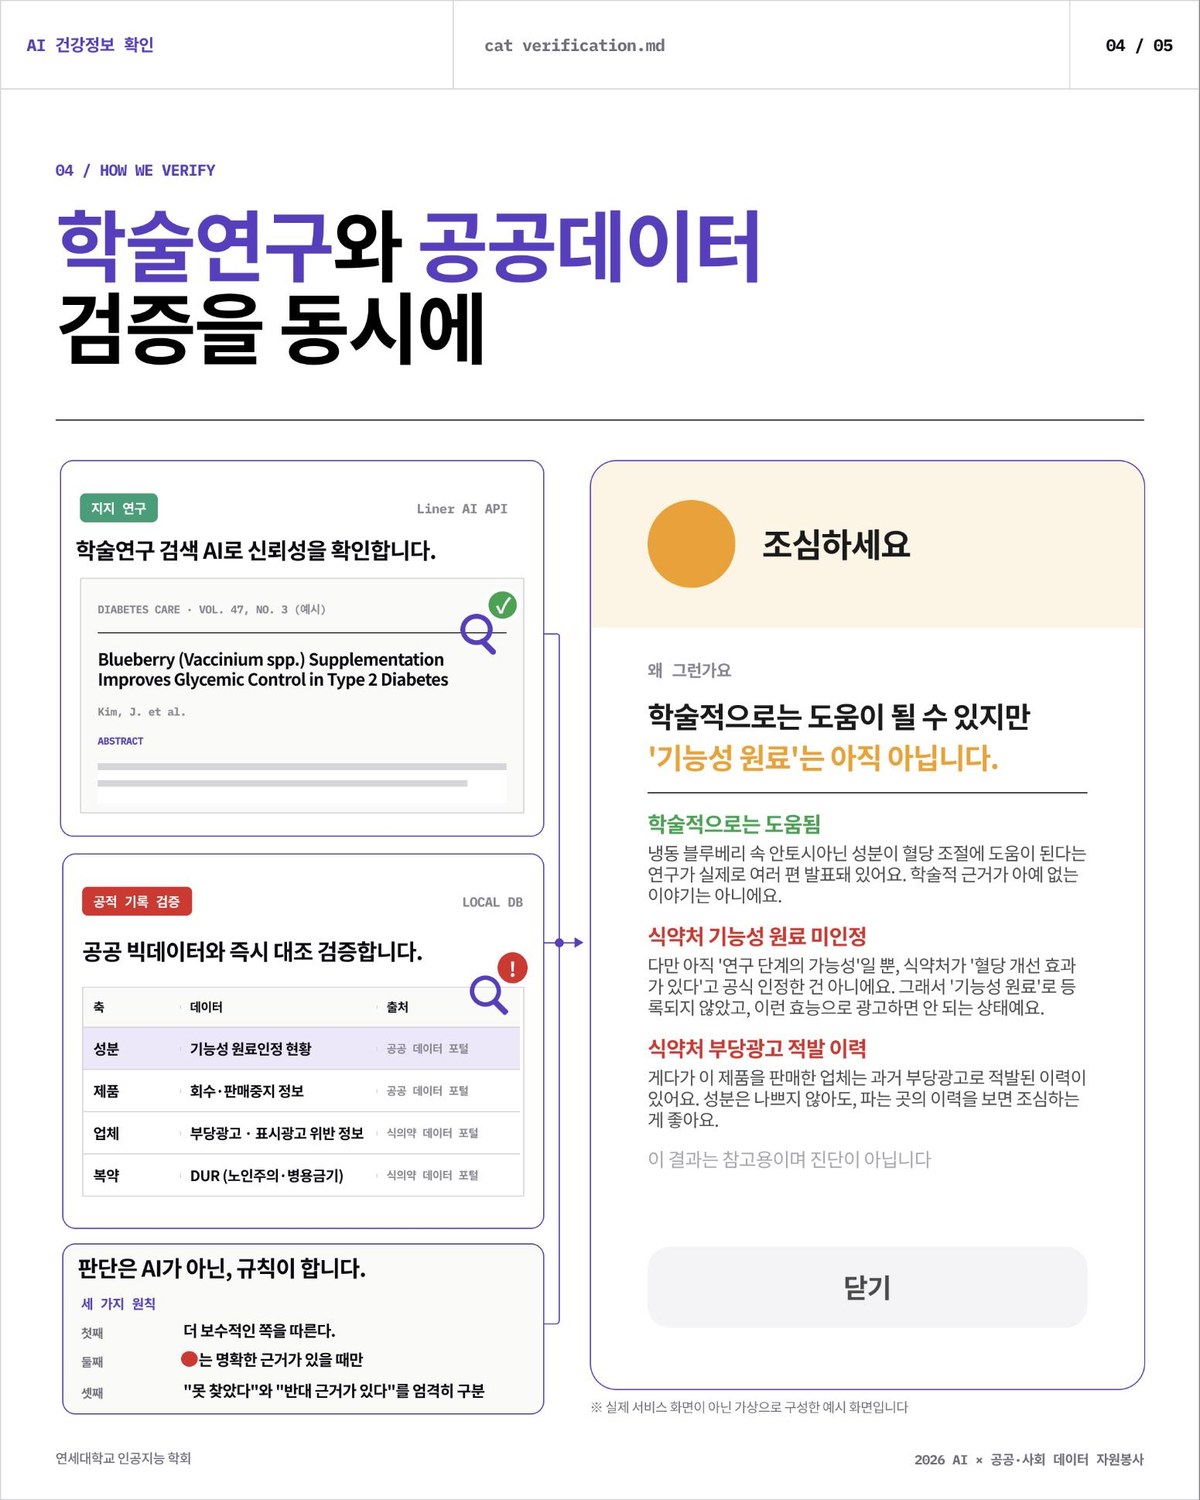 AI 건강정보 확인
cat verification.md
04 / 05
04 / HOW WE VERIFY
학술연구와 공공데이터
검증을 동시에
지지 연구
Liner AI API
학술연구 검색 AI로 신뢰성을 확인합니다.
DIABETES CARE · VOL. 47, NO. 3 (예시)
Blueberry (Vaccinium spp.) Supplementation
Improves Glycemic Control in Type 2 Diabetes
Kim, J. et al.
ABSTRACT
공적 기록 검증
LOCAL DB
공공 빅데이터와 즉시 대조 검증합니다.
!
축 데이터 출처
성분 기능성 원료인정 현황 공공 데이터 포털
제품 회수·판매중지 정보 공공 데이터 포털
업체 부당광고 · 표시광고 위반 정보 식의약 데이터 포털
복약 DUR (노인주의·병용금기) 식의약 데이터 포털
판단은 AI가 아닌, 규칙이 합니다.
세 가지 원칙
첫째 더 보수적인 쪽을 따른다.
둘째 는 명확한 근거가 있을 때만
셋째 "못 찾았다"와 "반대 근거가 있다"를 엄격히 구분
조심하세요
왜 그런가요
학술적으로는 도움이 될 수 있지만
'기능성 원료'는 아직 아닙니다.
학술적으로는 도움됨
냉동 블루베리 속 안토시아닌 성분이 혈당 조절에 도움이 된다는
연구가 실제로 여러 편 발표돼 있어요. 학술적 근거가 아예 없는
이야기는 아니에요.
식약처 기능성 원료 미인정
다만 아직 '연구 단계의 가능성'일 뿐, 식약처가 '혈당 개선 효과
가 있다'고 공식 인정한 건 아니에요. 그래서 '기능성 원료'로 등
록되지 않았고, 이런 효능으로 광고하면 안 되는 상태예요.
식약처 부당광고 적발 이력
게다가 이 제품을 판매한 업체는 과거 부당광고로 적발된 이력이
있어요. 성분은 나쁘지 않아도, 파는 곳의 이력을 보면 조심하는
게 좋아요.
이 결과는 참고용이며 진단이 아닙니다
닫기
※ 실제 서비스 화면이 아닌 가상으로 구성한 예시 화면입니다
연세대학교 인공지능 학회
2026 AI × 공공·사회 데이터 자원봉사